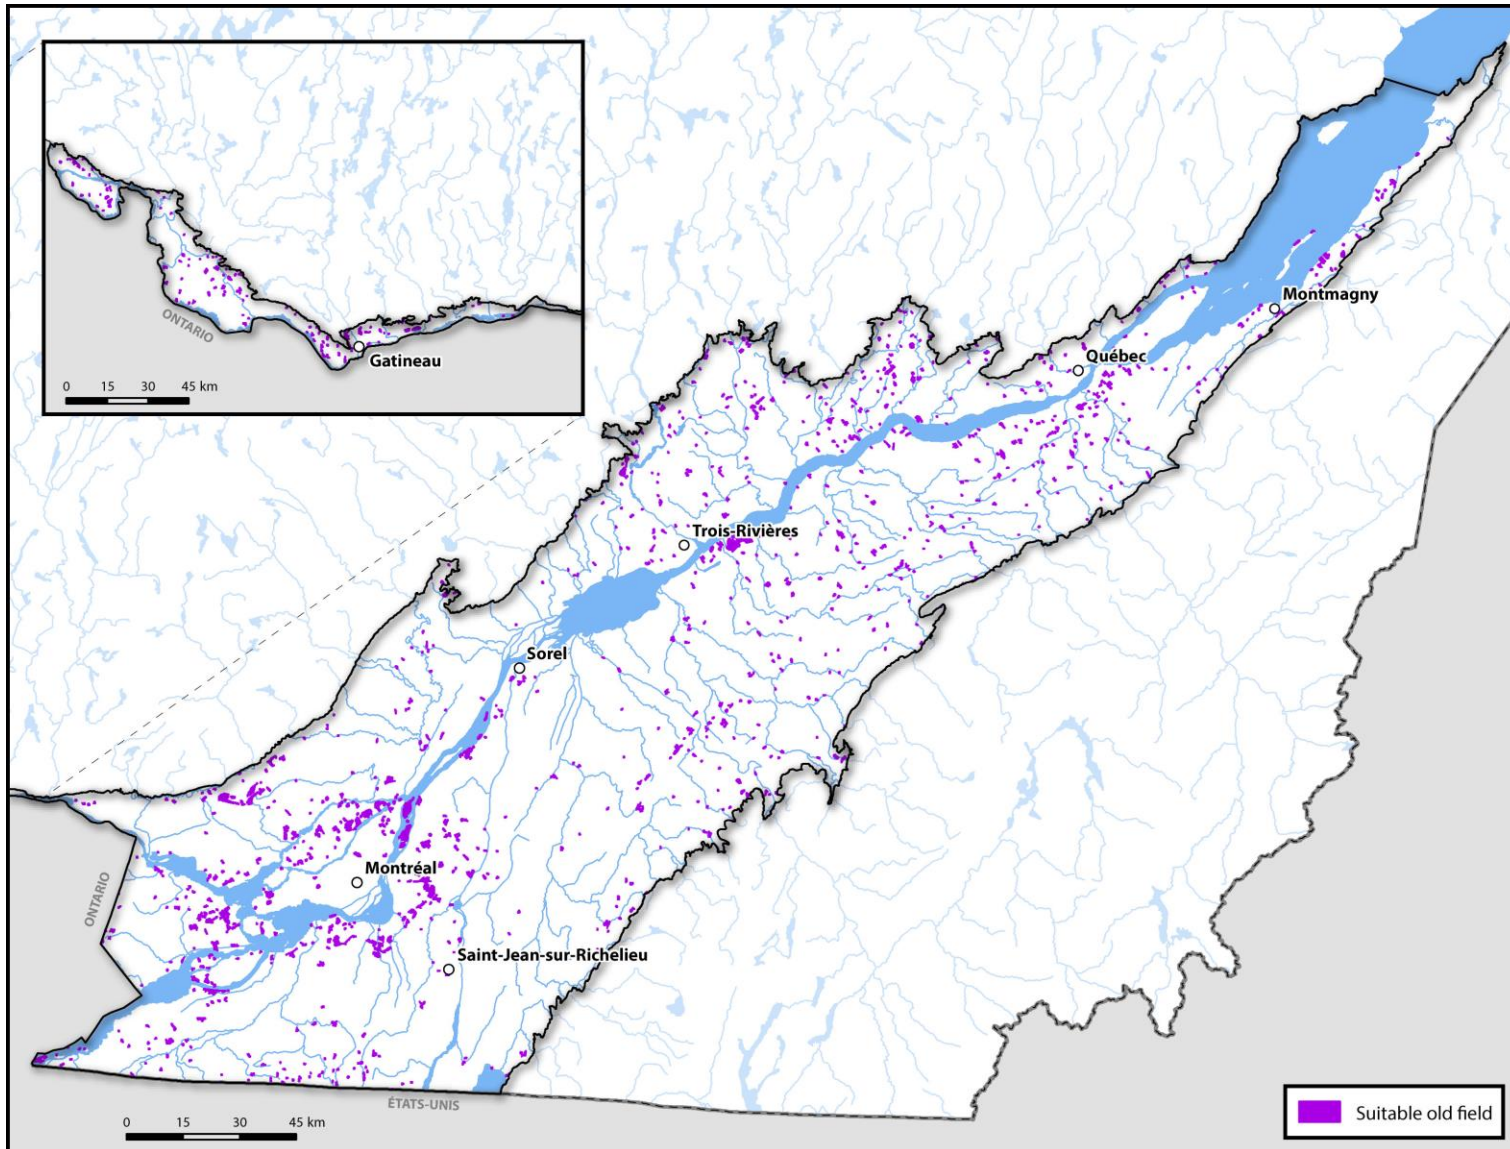 ONTARIO
Gatineau
0 15 30 45 km
Montmagny
Québec
Trois-Rivières
Sorel
Montréal
ONTARIO
Saint-Jean-sur-Richelieu
ÉTATS-UNIS
0 15 30 45 km
Suitable old field